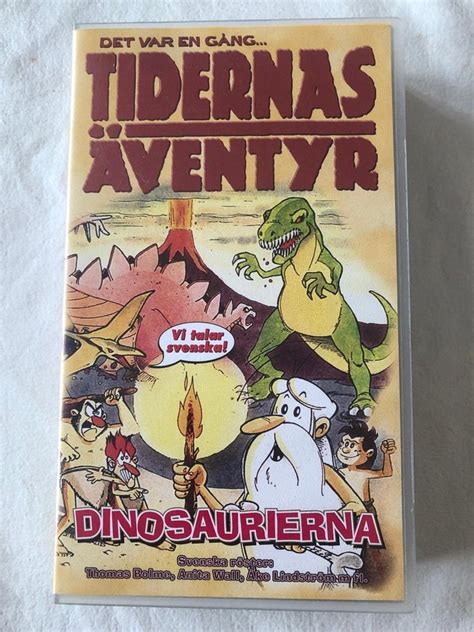 DET VAR EN GÅNG...
TIDERNAS
ÄVENTYR
Vi talar
svenska!
DINOSAURIERNA
Svenska röster:
Thomas Bolme, Anita Wall, Åke Lindström m fl.